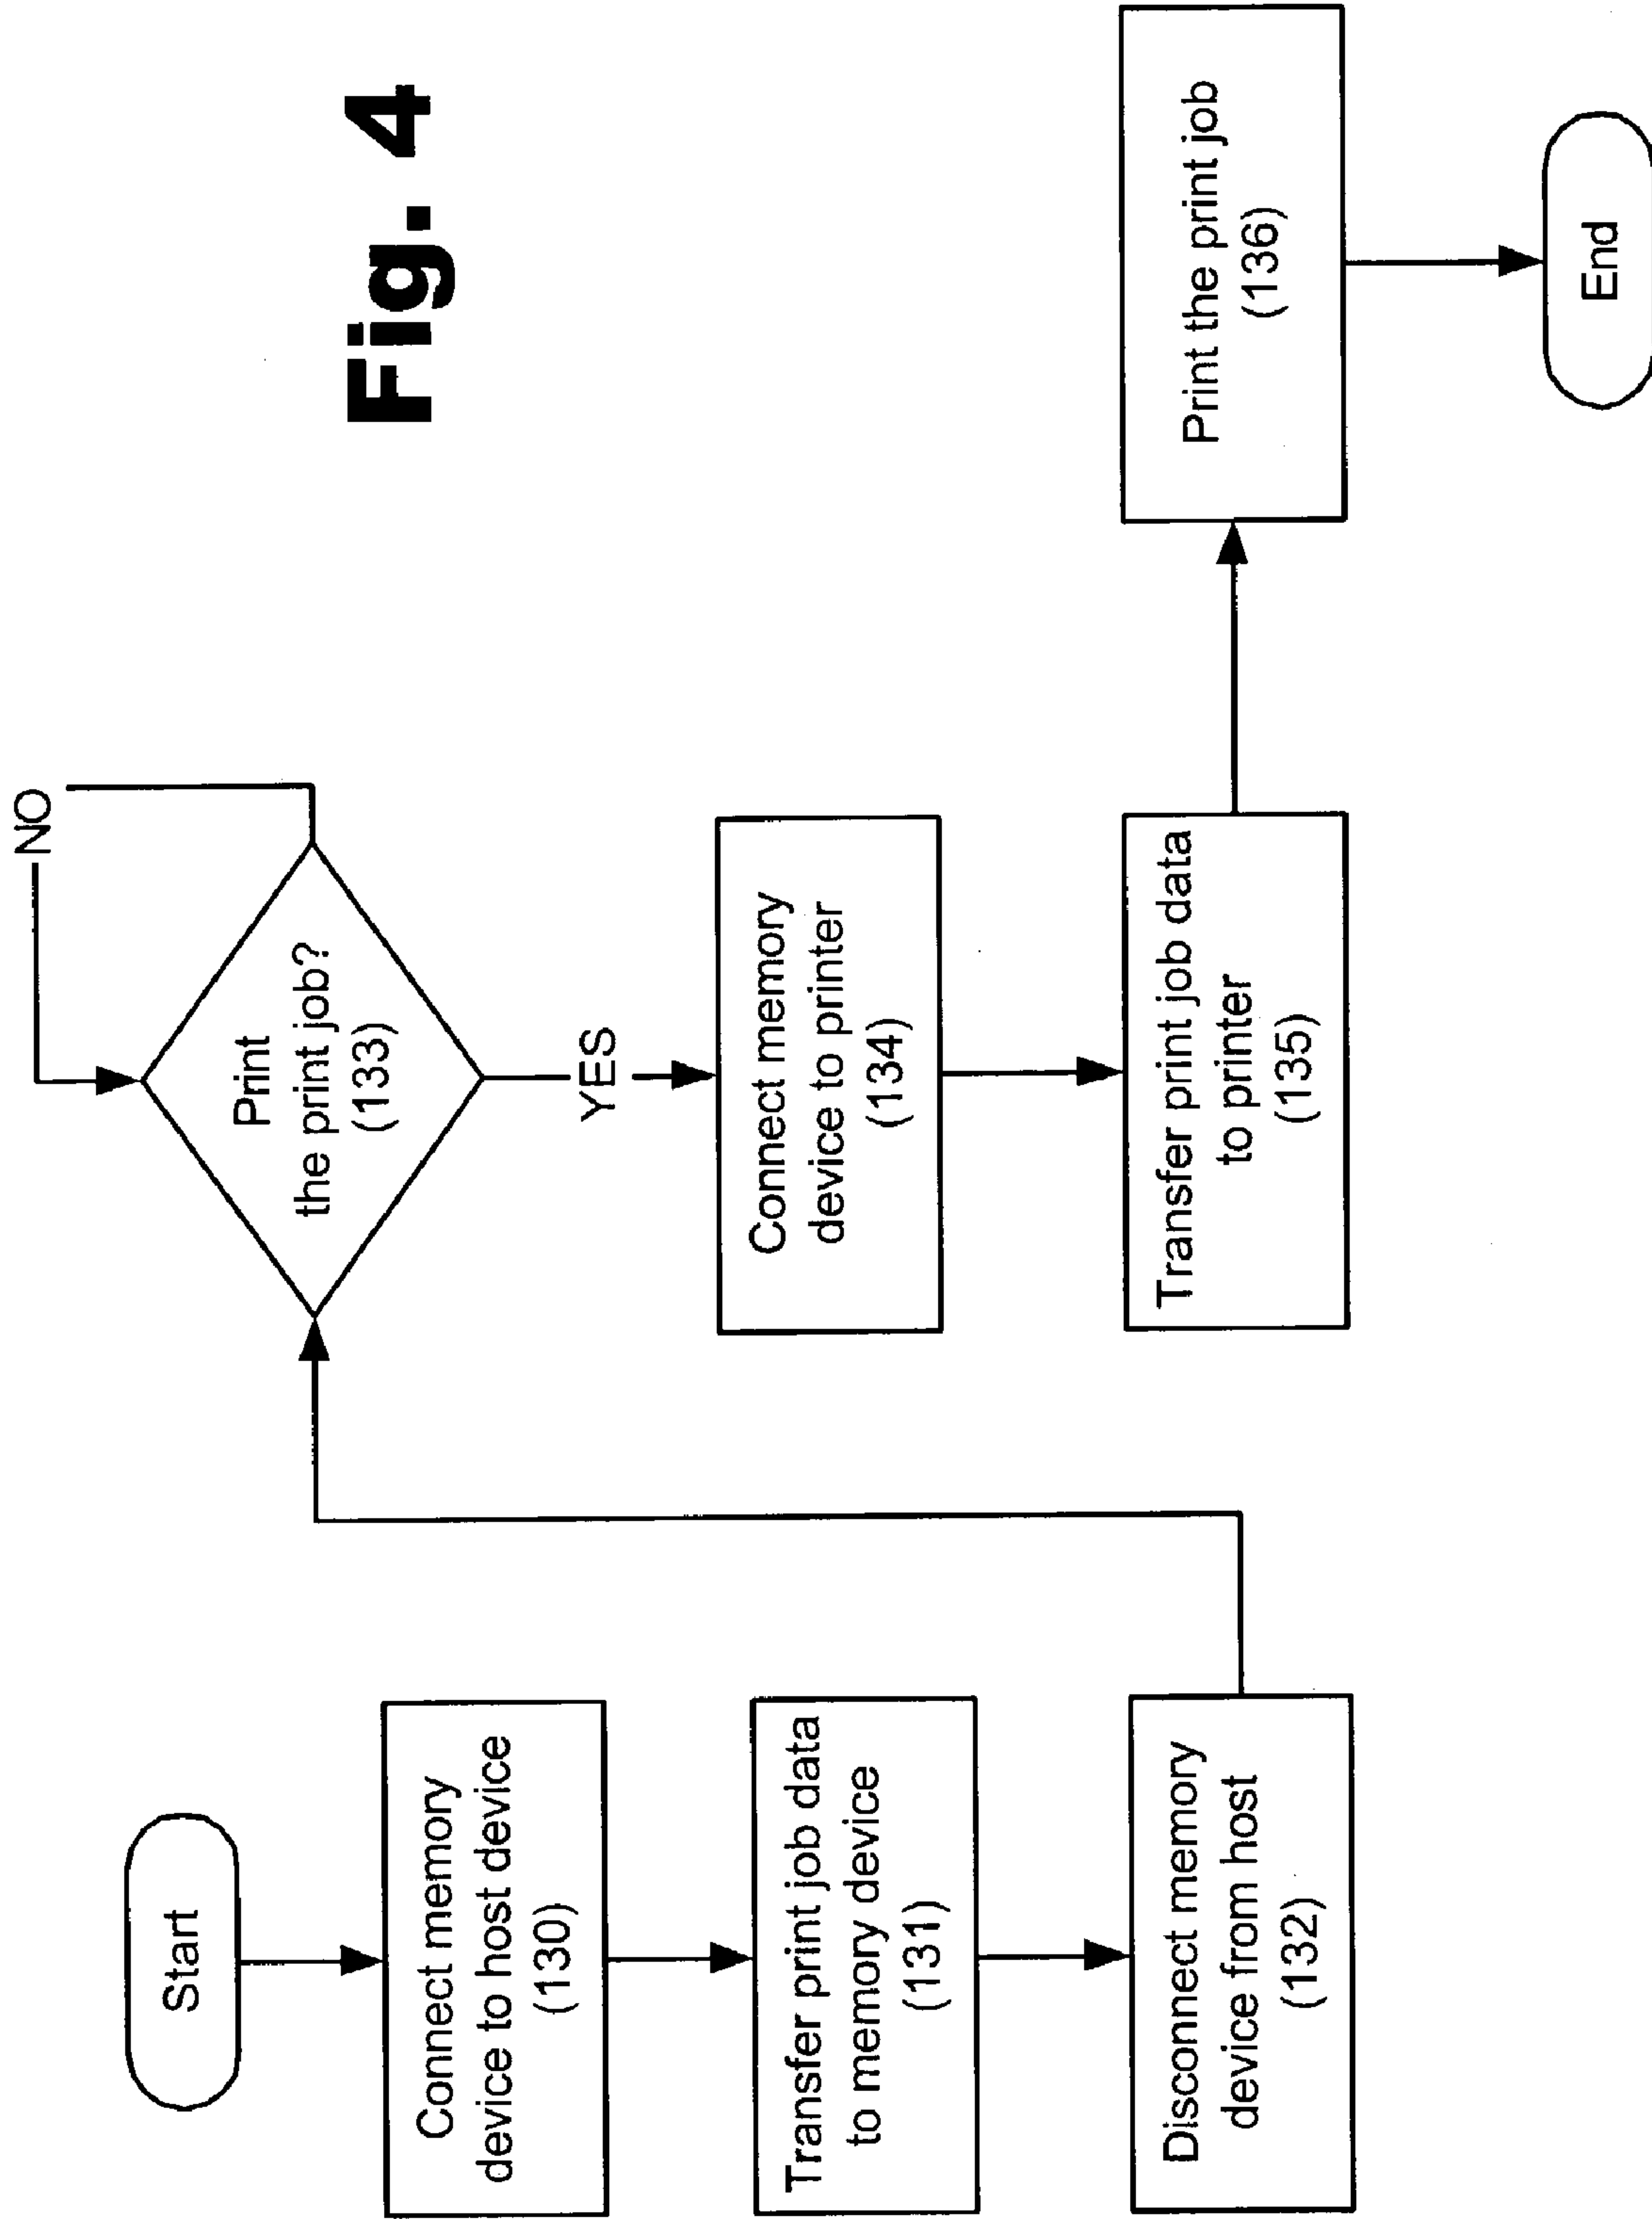 Start
Connect memory
device to host device
(130)
Transfer print job data
to memory device
(131)
Disconnect memory
device from host
(132)
NO
Print
the print job?
(133)
YES
Connect memory
device to printer
(134)
Transfer print job data
to printer
(135)
Print the print job
(136)
End
Fig. 4